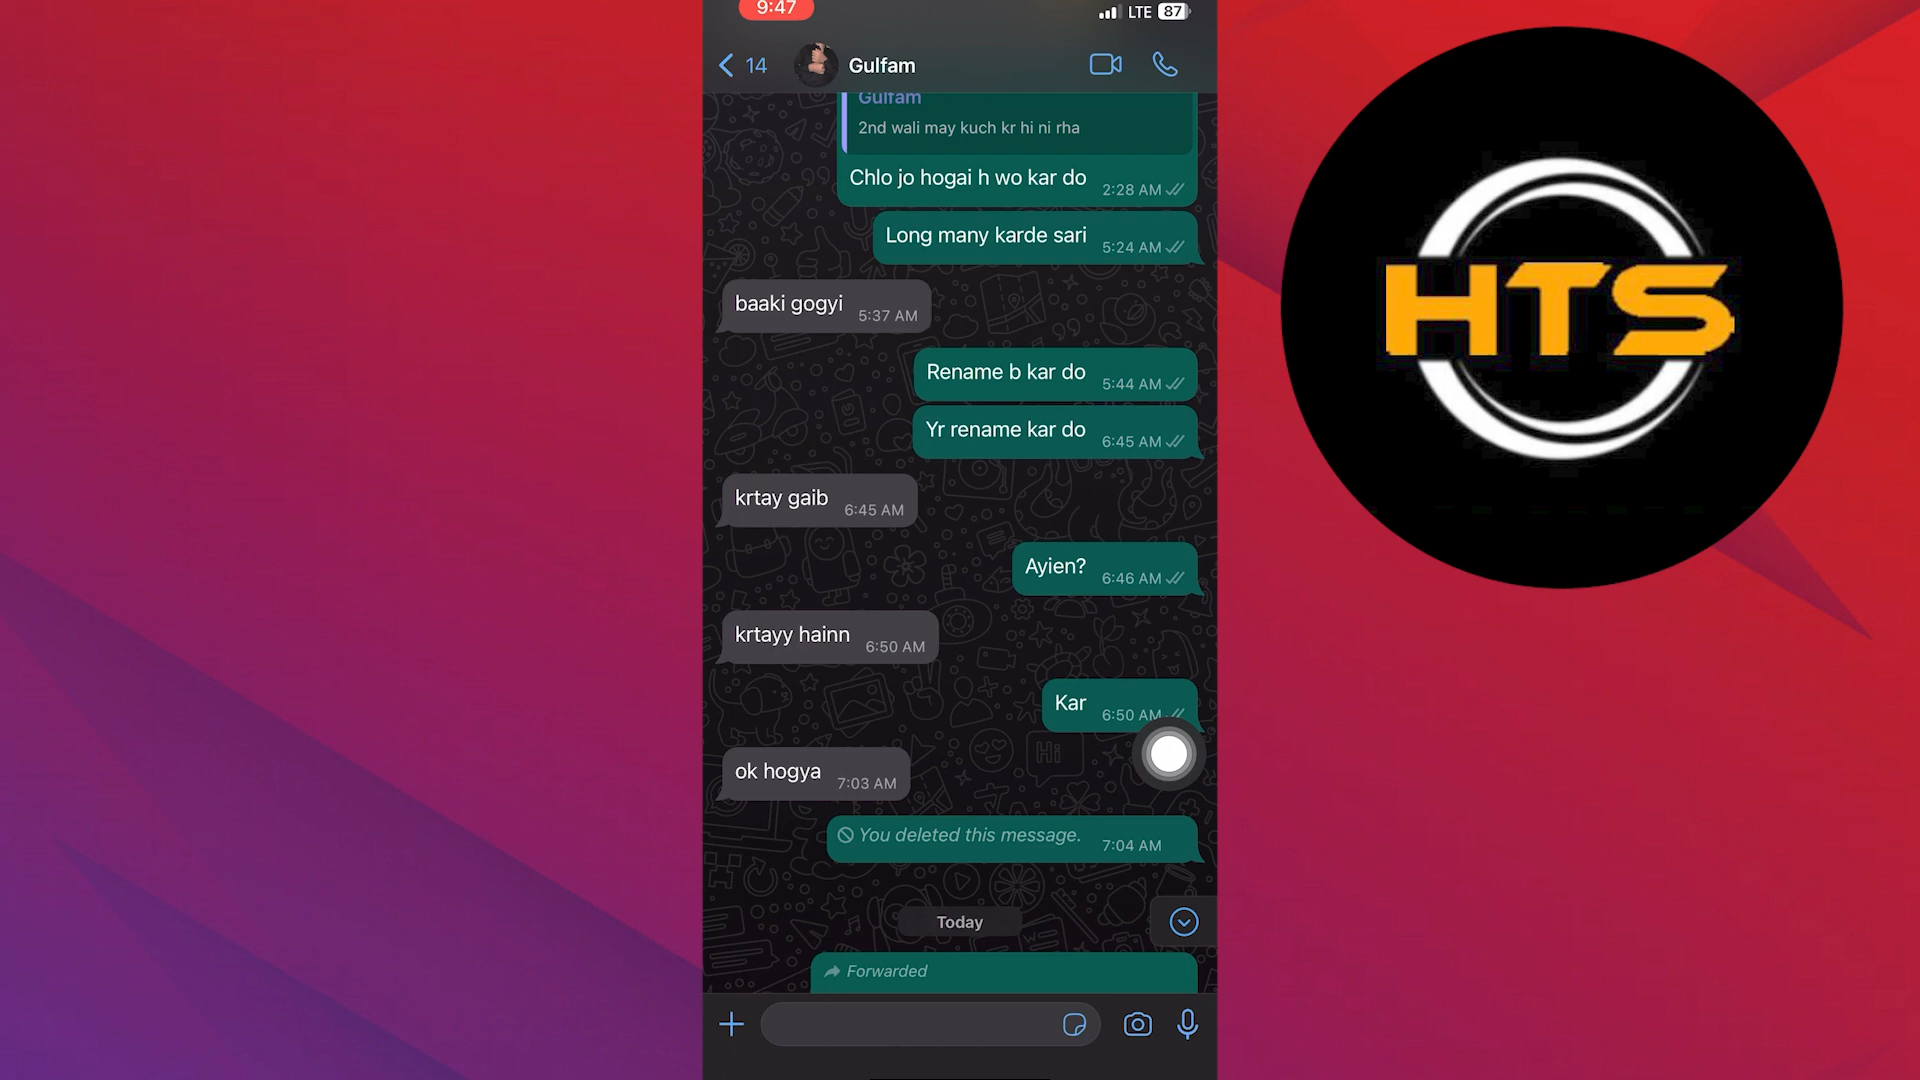 9:47
LTE 87
14
Gulfam
Gulfam
2nd wali may kuch kr hi ni rha
Chlo jo hogai h wo kar do 2:28 AM
Long many karde sari 5:24 AM
baaki gogyi 5:37 AM
Rename b kar do 5:44 AM
Yr rename kar do 6:45 AM
krtay gaib 6:45 AM
Ayien? 6:46 AM
krtayy hainn 6:50 AM
Kar 6:50 AM
ok hogya 7:03 AM
You deleted this message. 7:04 AM
Today
Forwarded
HTS
Hi